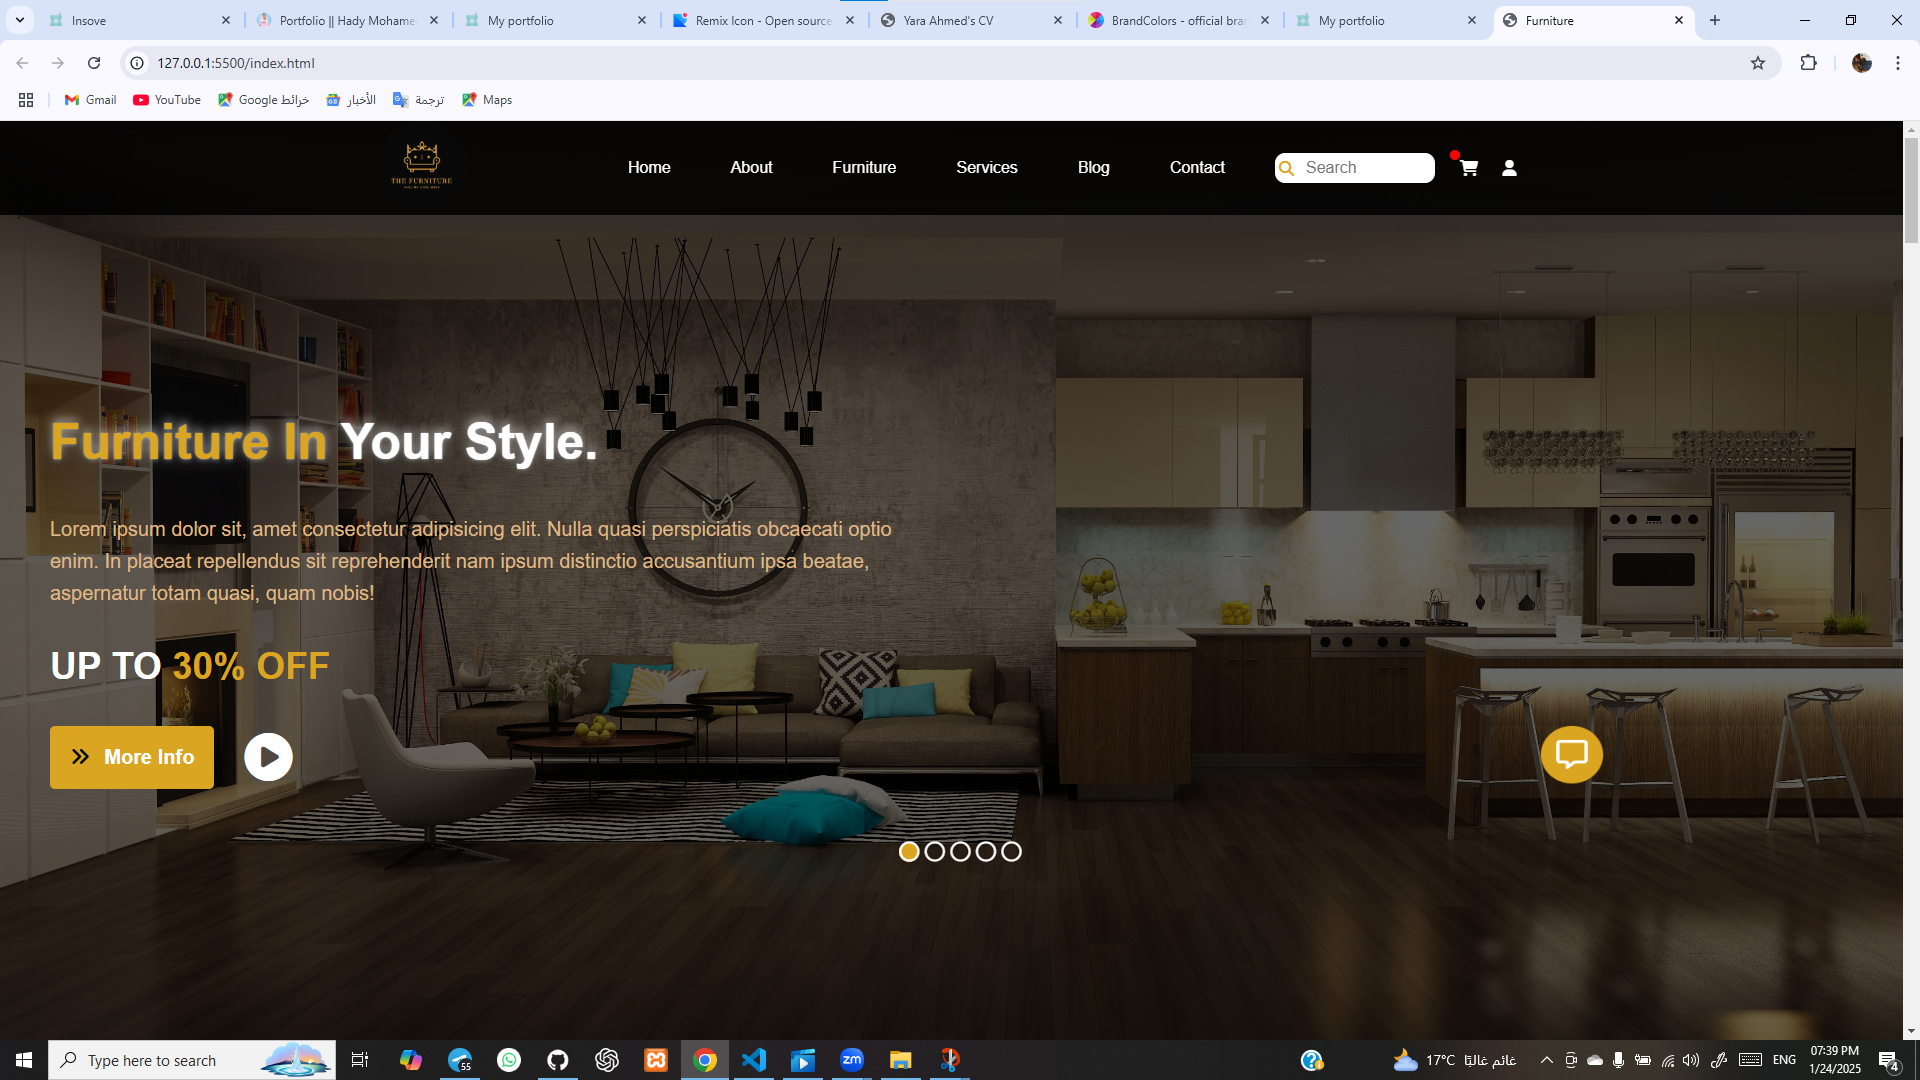 Insove
Portfolio || Hady Mohame
My portfolio
Remix Icon - Open source
Yara Ahmed's CV
BrandColors - official bra
My portfolio
Furniture
127.0.0.1:5500/index.html
Gmail
YouTube
خرائط Google
الأخبار
ترجمة
Maps
THE FURNITURE
Home
About
Furniture
Services
Blog
Contact
Search
Furniture In Your Style.
Lorem ipsum dolor sit, amet consectetur adipisicing elit. Nulla quasi perspiciatis obcaecati optio
enim. In placeat repellendus sit reprehenderit nam ipsum distinctio accusantium ipsa beatae,
aspernatur totam quasi, quam nobis!
UP TO 30% OFF
More Info
Type here to search
55
zm
17°C غائم غالبًا
ENG
07:39 PM
1/24/2025
4